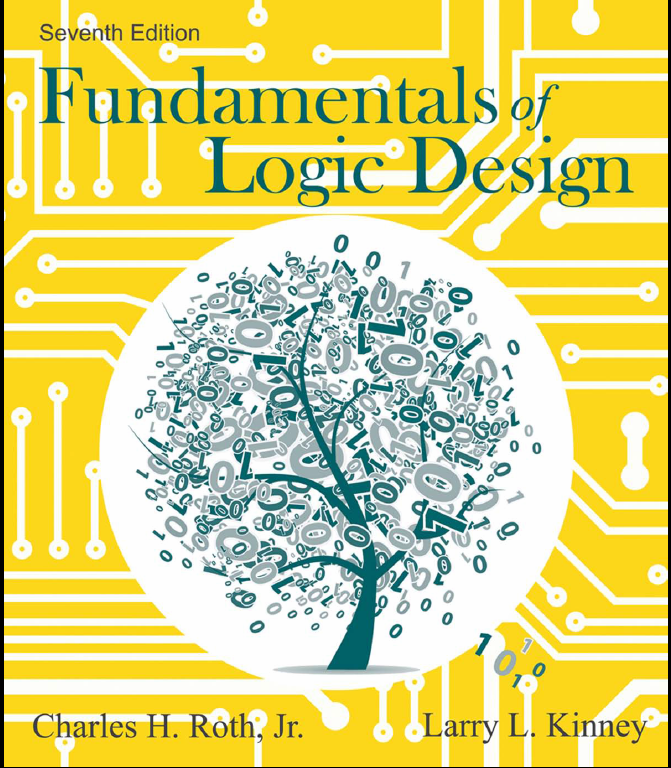 Seventh Edition
Fundamentals of
Logic Design
Charles H. Roth, Jr. Larry L. Kinney